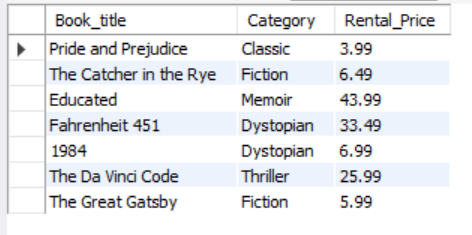 Book_title Category Rental_Price
Pride and Prejudice Classic 3.99
The Catcher in the Rye Fiction 6.49
Educated Memoir 43.99
Fahrenheit 451 Dystopian 33.49
1984 Dystopian 6.99
The Da Vinci Code Thriller 25.99
The Great Gatsby Fiction 5.99